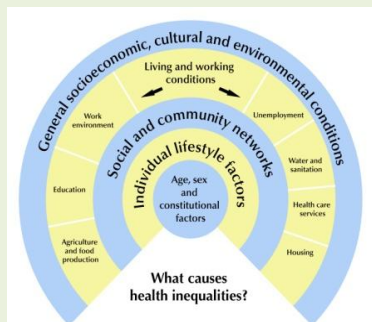 General socioeconomic, cultural and environmental conditions
Living and working
conditions
Work
environment
Unemployment
Social and community networks
Water and
sanitation
Individual lifestyle factors
Education
Age, sex
and
constitutional
factors
Health care
services
Agriculture
and food
production
Housing
What causes
health inequalities?